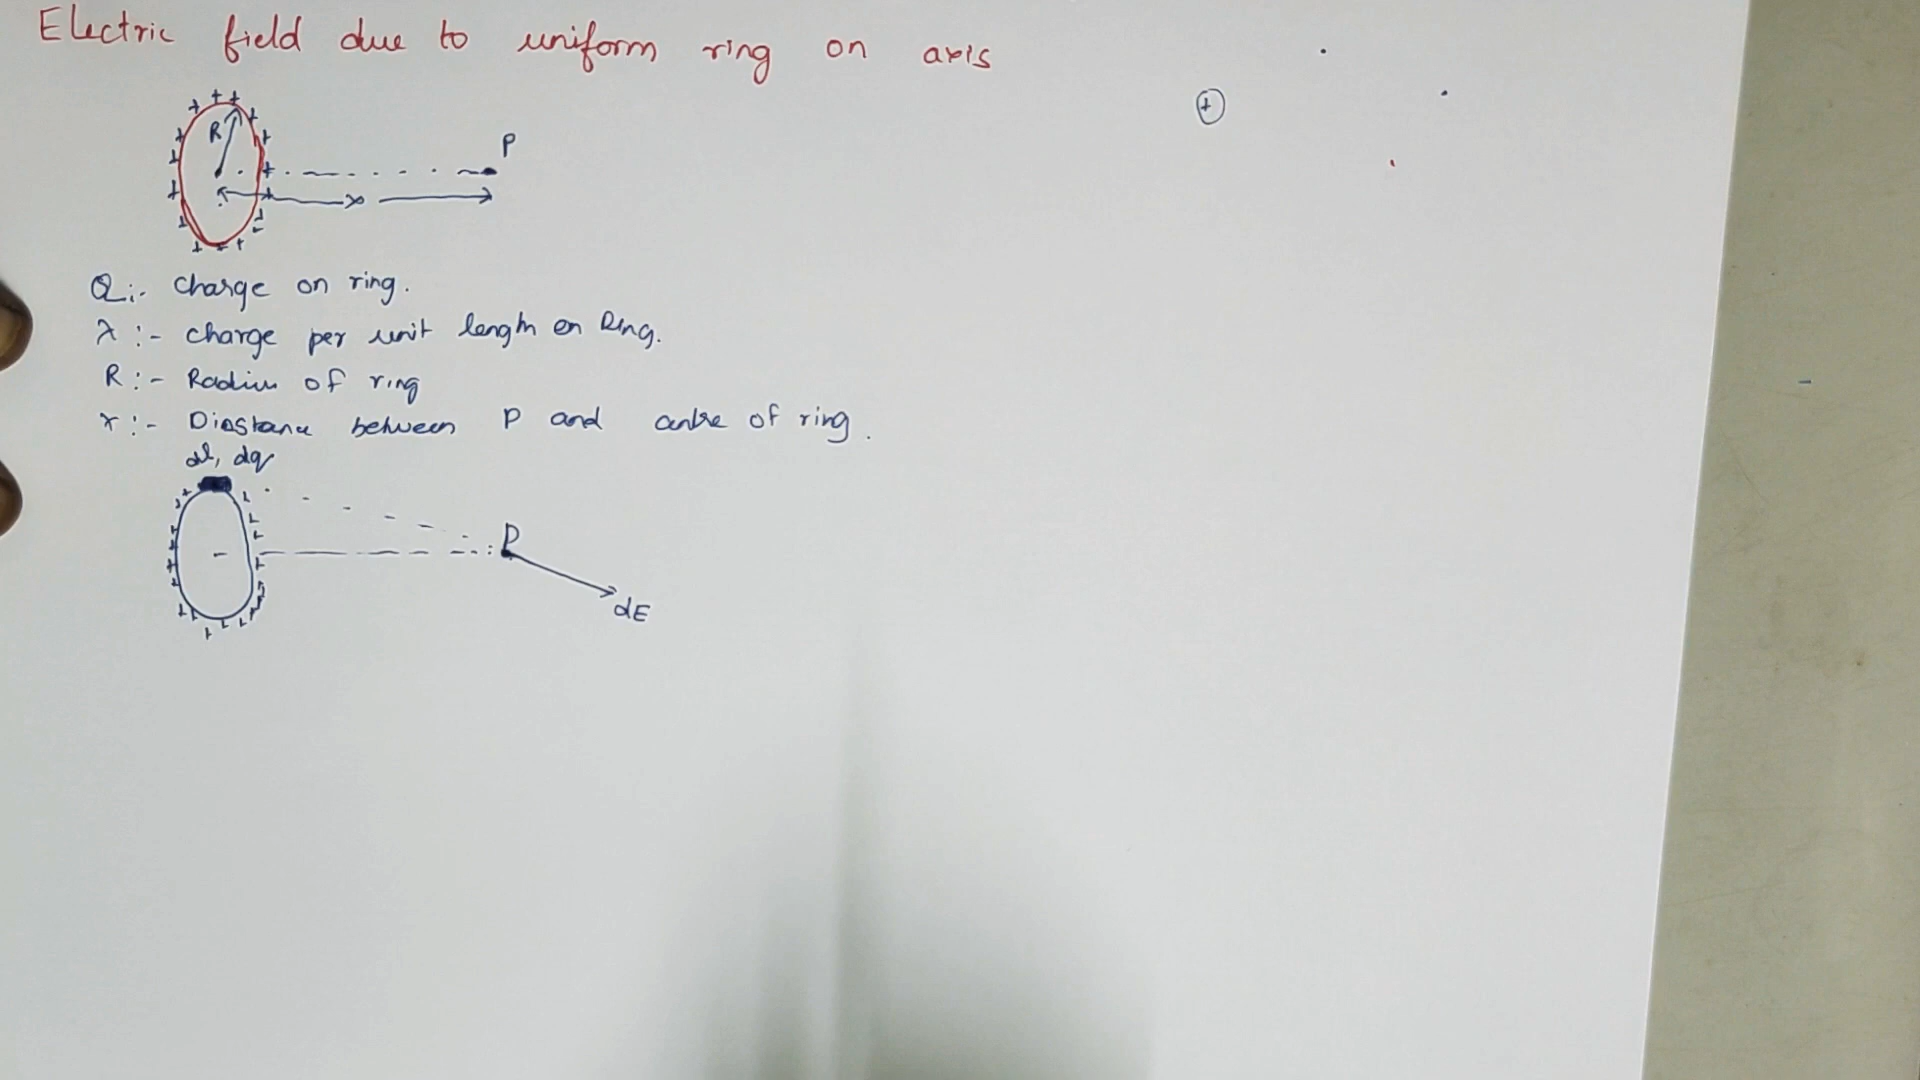 Electric field due to uniform ring on axis
+
R
P
x
Q:- Charge on ring.
λ :- Charge per unit length on Ring.
R :- Radius of ring
x :- Diastance between P and centre of ring.
dl, dq
P
dE